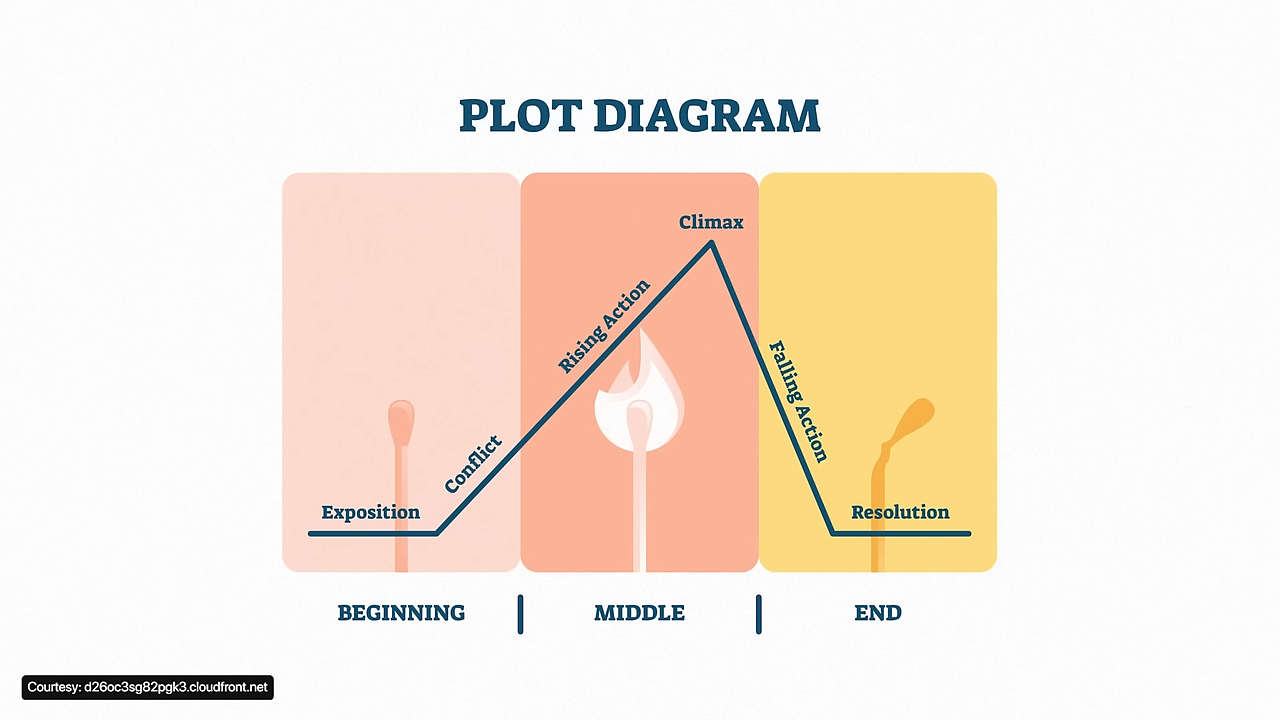 PLOT DIAGRAM
Climax
Rising Action
Falling Action
Conflict
Exposition
Resolution
BEGINNING
MIDDLE
END
Courtesy: d26oc3sg82pgk3.cloudfront.net